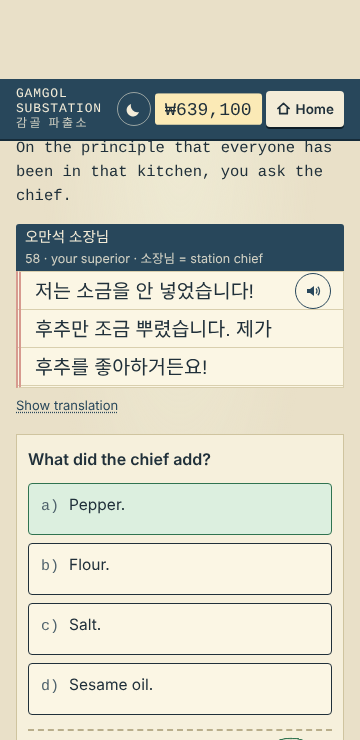 GAMGOL
SUBSTATION
감골 파출소
₩639,100
Home
On the principle that everyone has
been in that kitchen, you ask the
chief.
오만석 소장님
58 · your superior · 소장님 = station chief
저는 소금을 안 넣었습니다!
후추만 조금 뿌렸습니다. 제가
후추를 좋아하거든요!
Show translation
What did the chief add?
a) Pepper.
b) Flour.
c) Salt.
d) Sesame oil.